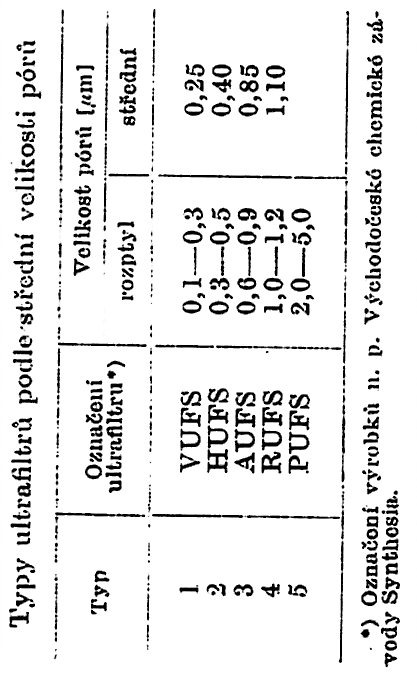 Typy ultrafiltrů podle střední velikosti pórů
Typ Označení ultrafiltru*) Velikost pórů [μm]
rozptyl střední
1 VUFS 0,1—0,3 0,25
2 HUFS 0,3—0,5 0,40
3 AUFS 0,6—0,9 0,85
4 RUFS 1,0—1,2 1,10
5 PUFS 2,0—5,0
*) Označení výrobků n. p. Východočeské chemické zá-
vody Synthesia.